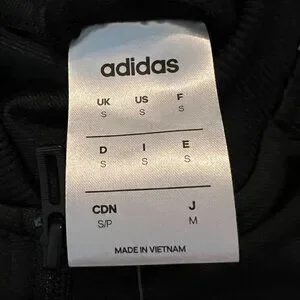 adidas
UK US F
S S S
D I E
S S S
CDN J
S/P M
MADE IN VIETNAM